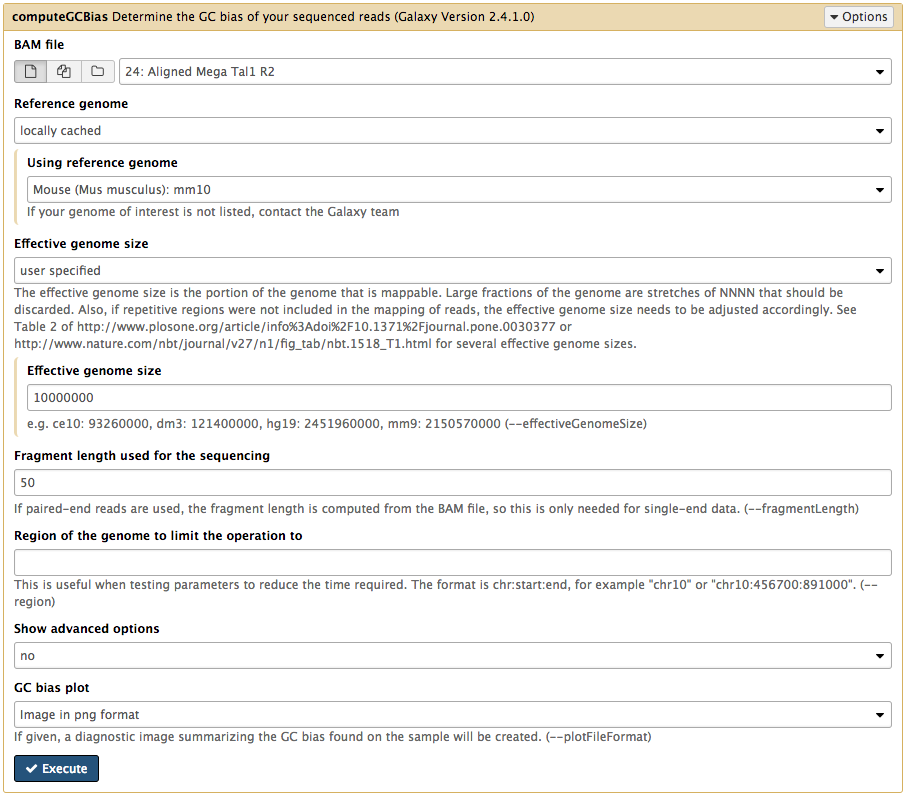 computeGCBias Determine the GC bias of your sequenced reads (Galaxy Version 2.4.1.0)
Options
BAM file
24: Aligned Mega Tal1 R2
Reference genome
locally cached
Using reference genome
Mouse (Mus musculus): mm10
If your genome of interest is not listed, contact the Galaxy team
Effective genome size
user specified
The effective genome size is the portion of the genome that is mappable. Large fractions of the genome are stretches of NNNN that should be
discarded. Also, if repetitive regions were not included in the mapping of reads, the effective genome size needs to be adjusted accordingly. See
Table 2 of http://www.plosone.org/article/info%3Adoi%2F10.1371%2Fjournal.pone.0030377 or
http://www.nature.com/nbt/journal/v27/n1/fig_tab/nbt.1518_T1.html for several effective genome sizes.
Effective genome size
10000000
e.g. ce10: 93260000, dm3: 121400000, hg19: 2451960000, mm9: 2150570000 (--effectiveGenomeSize)
Fragment length used for the sequencing
50
If paired-end reads are used, the fragment length is computed from the BAM file, so this is only needed for single-end data. (--fragmentLength)
Region of the genome to limit the operation to
This is useful when testing parameters to reduce the time required. The format is chr:start:end, for example "chr10" or "chr10:456700:891000". (--
region)
Show advanced options
no
GC bias plot
Image in png format
If given, a diagnostic image summarizing the GC bias found on the sample will be created. (--plotFileFormat)
Execute